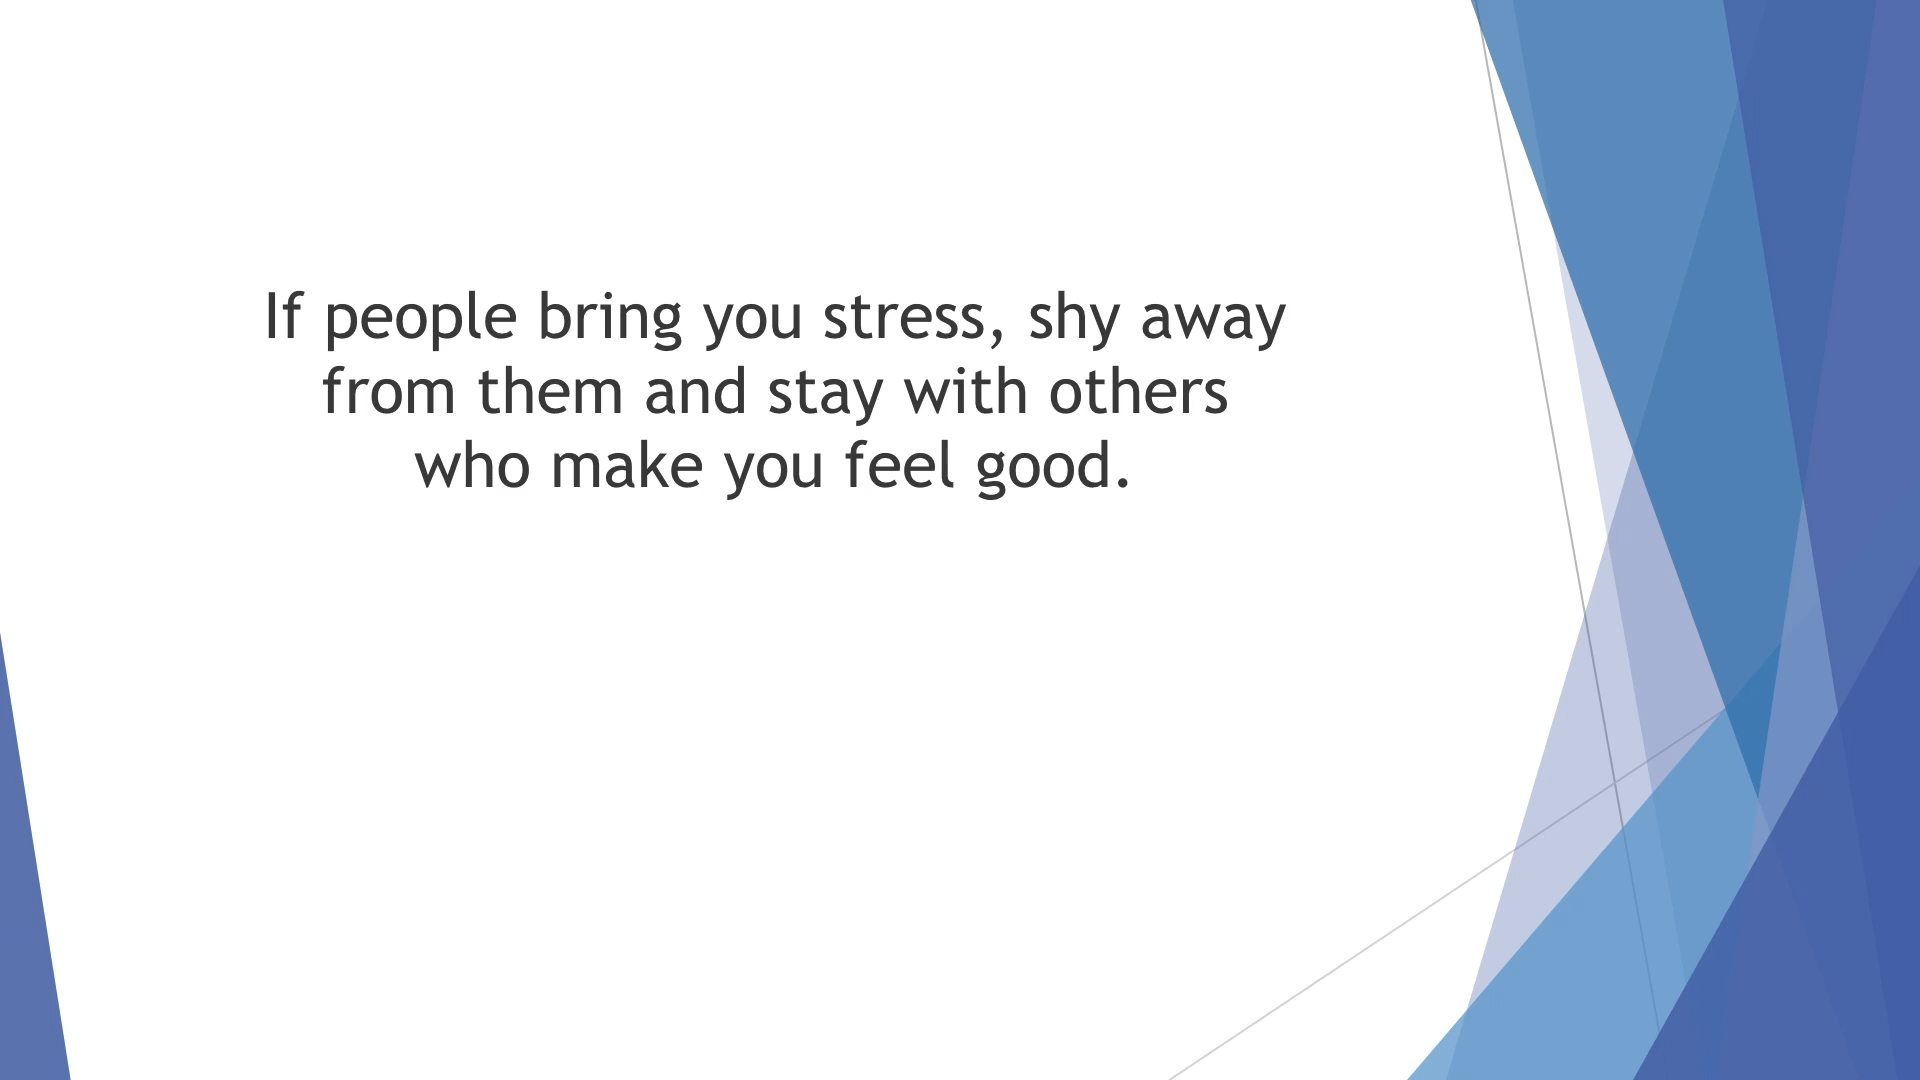 If people bring you stress, shy away
from them and stay with others
who make you feel good.